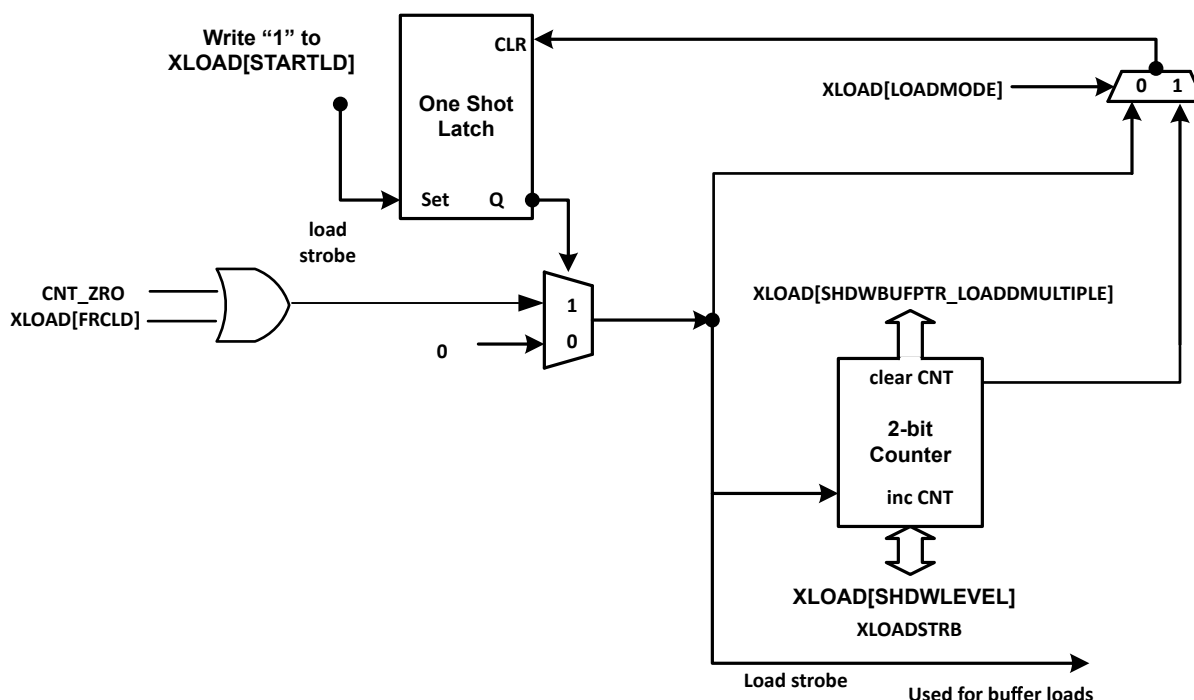 Write “1” to
XLOAD[STARTLD]
CLR
One Shot
Latch
Set Q
XLOAD[LOADMODE]
0 1
load
strobe
CNT_ZRO
XLOAD[FRCLD]
1
0
0
XLOAD[SHDWBUFPTR_LOADDMULTIPLE]
clear CNT
2-bit
Counter
inc CNT
XLOAD[SHDWLEVEL]
XLOADSTRB
Load strobe
Used for buffer loads